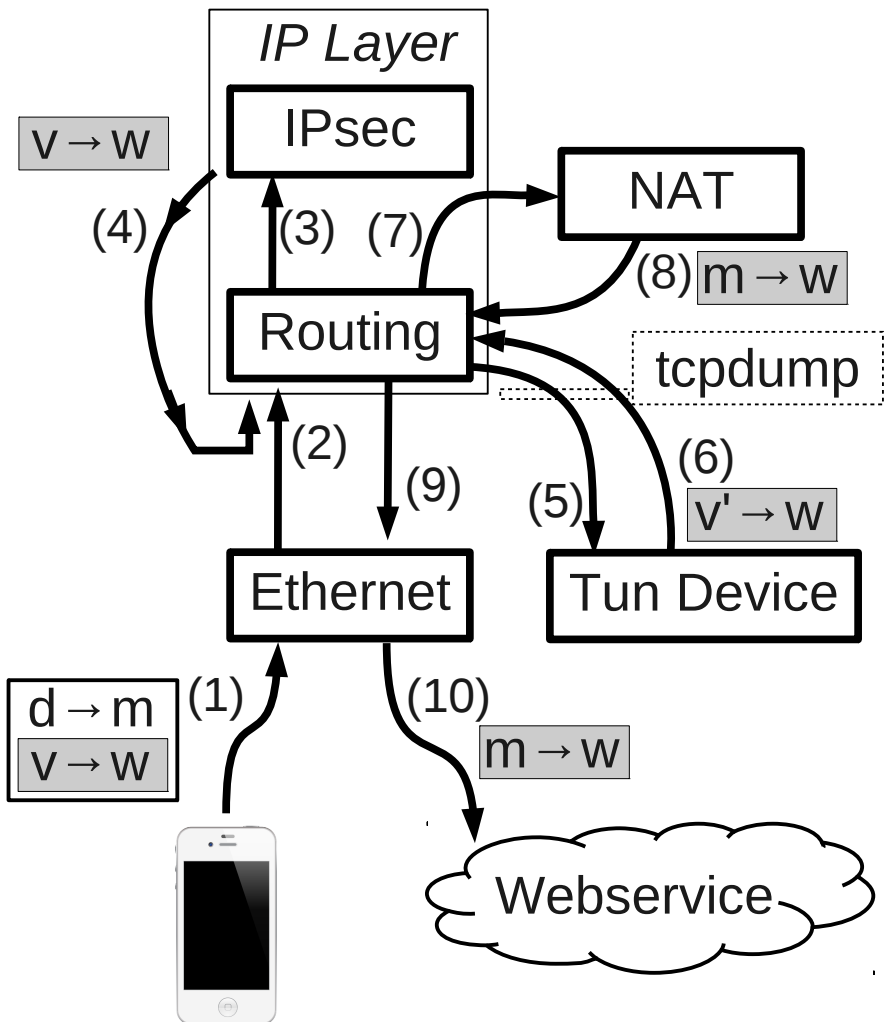 IP Layer
IPsec
v → w
NAT
(4)
(3)
(7)
(8)
m → w
Routing
tcpdump
(2)
(9)
(5)
(6)
v' → w
Ethernet
Tun Device
(1)
(10)
d → m
v → w
m → w
Webservice